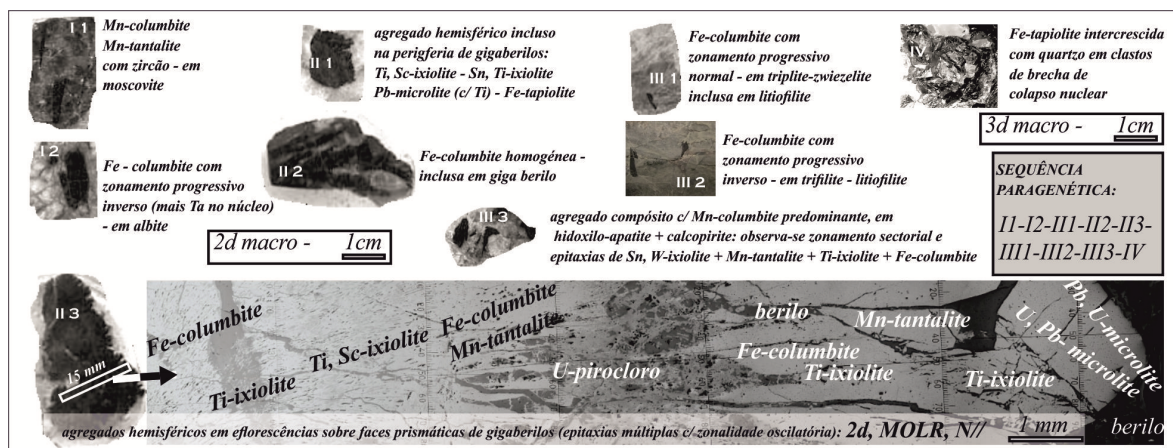 I 1
Mn-columbite
Mn-tantalite
com zircão - em
moscovite
II 1
agregado hemisférico incluso
na perigferia de gigaberilos:
Ti, Sc-ixiolite - Sn, Ti-ixiolite
Pb-microlite (c/ Ti) - Fe-tapiolite
III 1
Fe-columbite com
zonamento progressivo
normal - em triplite-zwiezelite
inclusa em litiofilite
IV
Fe-tapiolite intercrescida
com quartzo em clastos
de brecha de
colapso nuclear
3d macro - 1cm
I 2
Fe - columbite com
zonamento progressivo
inverso (mais Ta no núcleo)
- em albite
II 2
Fe-columbite homogénea -
inclusa em giga berilo
2d macro - 1cm
III 2
Fe-columbite com
zonamento progressivo
inverso - em trifilite - litiofilite
III 3
agregado compósito c/ Mn-columbite predominante, em
hidoxilo-apatite + calcopirite: observa-se zonamento sectorial e
epitaxias de Sn, W-ixiolite + Mn-tantalite + Ti-ixiolite + Fe-columbite
SEQUÊNCIA
PARAGENÉTICA:
I1-I2-II1-II2-II3-
III1-III2-III3-IV
II 3
15 mm
Fe-columbite
Ti-ixiolite
Ti, Sc-ixiolite
Fe-columbite
Mn-tantalite
U-pirocloro
berilo
Mn-tantalite
Fe-columbite
Ti-ixiolite
Ti-ixiolite
U, Pb- microlite
Pb, U-microlite
berilo
agregados hemisféricos em eflorescências sobre faces prismáticas de gigaberilos (epitaxias múltiplas c/ zonalidade oscilatória): 2d, MOLR, N//
1 mm